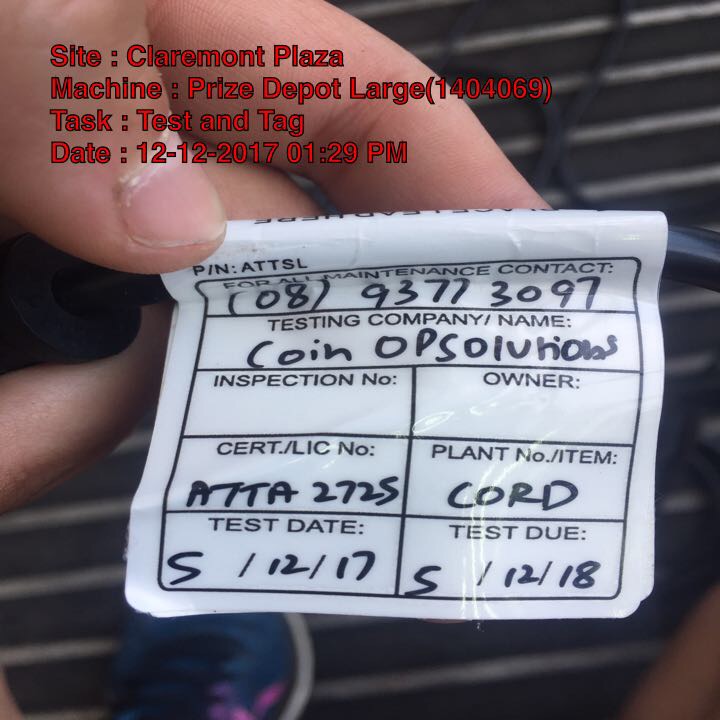 Site : Claremont Plaza
Machine : Prize Depot Large(1404069)
Task : Test and Tag
Date : 12-12-2017 01:29 PM
P/N: ATTSL
FOR ALL MAINTENANCE CONTACT:
(08) 9377 3097
TESTING COMPANY/ NAME:
Coin OPSolutions
INSPECTION No: OWNER:
CERT./LIC No: PLANT No./ITEM:
ATTA 2725 CORD
TEST DATE: TEST DUE:
5 / 12 / 17 5 / 12 / 18